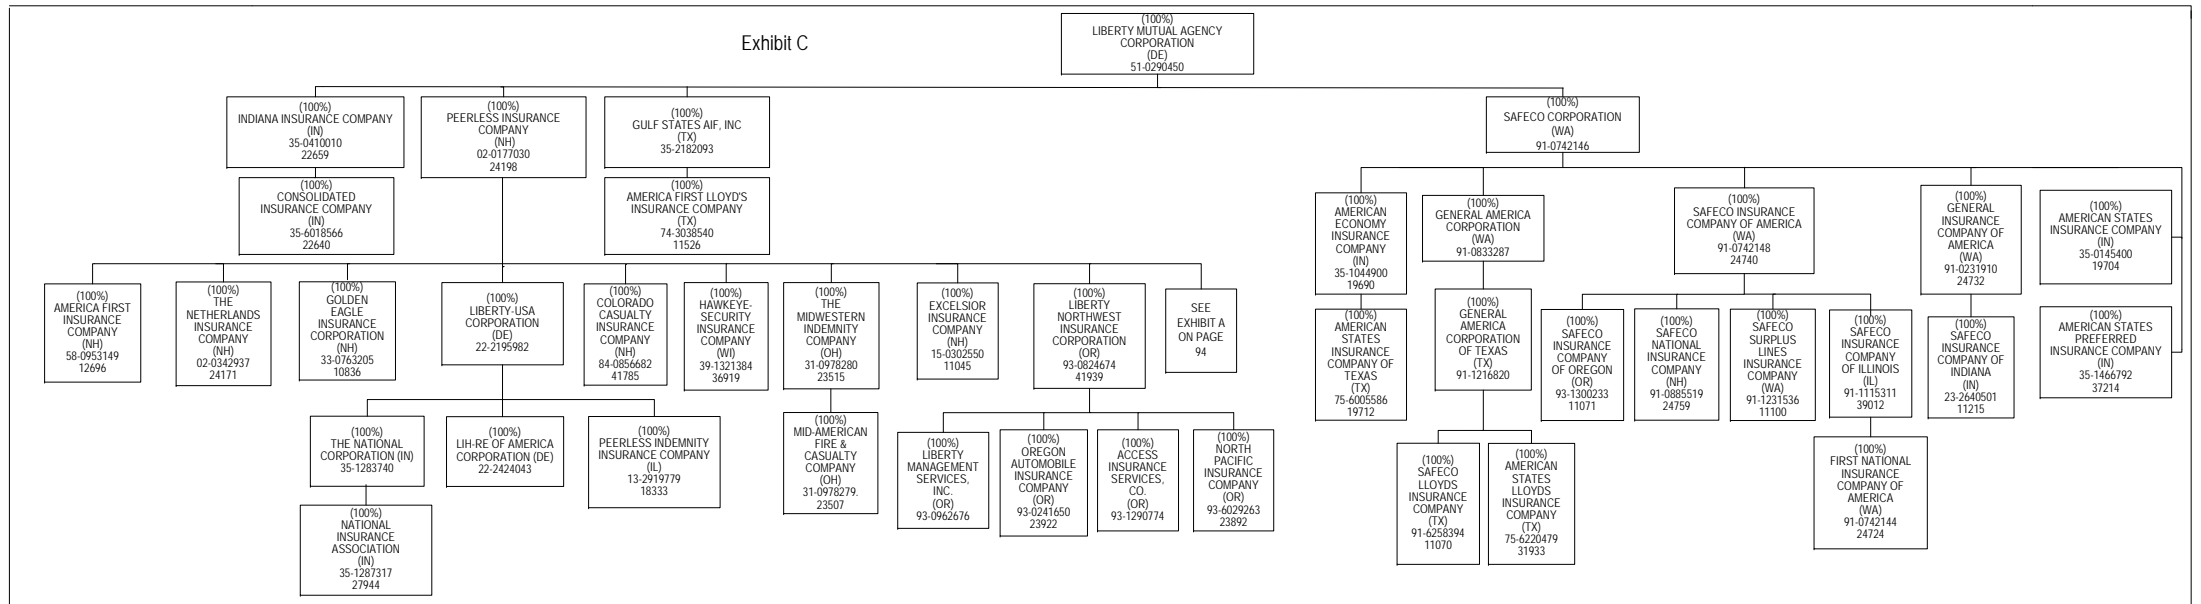 Exhibit C
(100%)
LIBERTY MUTUAL AGENCY
CORPORATION
(DE)
51-0290450
(100%)
INDIANA INSURANCE COMPANY
(IN)
35-0410010
22659
(100%)
PEERLESS INSURANCE
COMPANY
(NH)
02-0177030
24198
(100%)
GULF STATES AIF, INC
(TX)
35-2182093
(100%)
SAFECO CORPORATION
(WA)
91-0742146
(100%)
CONSOLIDATED
INSURANCE COMPANY
(IN)
35-6018566
22640
(100%)
AMERICA FIRST LLOYD'S
INSURANCE COMPANY
(TX)
74-3038540
11526
(100%)
AMERICAN
ECONOMY
INSURANCE
COMPANY
(IN)
35-1044900
19690
(100%)
GENERAL AMERICA
CORPORATION
(WA)
91-0833287
(100%)
SAFECO INSURANCE
COMPANY OF AMERICA
(WA)
91-0742148
24740
(100%)
GENERAL
INSURANCE
COMPANY OF
AMERICA
(WA)
91-0231910
24732
(100%)
AMERICAN STATES
INSURANCE COMPANY
(IN)
35-0145400
19704
(100%)
AMERICA FIRST
INSURANCE
COMPANY
(NH)
58-0953149
12696
(100%)
THE
NETHERLANDS
INSURANCE
COMPANY
(NH)
02-0342937
24171
(100%)
GOLDEN
EAGLE
INSURANCE
CORPORATION
(NH)
33-0763205
10836
(100%)
LIBERTY-USA
CORPORATION
(DE)
22-2195982
(100%)
COLORADO
CASUALTY
INSURANCE
COMPANY
(NH)
84-0856682
41785
(100%)
HAWKEYE-
SECURITY
INSURANCE
COMPANY
(WI)
39-1321384
36919
(100%)
THE
MIDWESTERN
INDEMNITY
COMPANY
(OH)
31-0978280
23515
(100%)
EXCELSIOR
INSURANCE
COMPANY
(NH)
15-0302550
11045
(100%)
LIBERTY
NORTHWEST
INSURANCE
CORPORATION
(OR)
93-0824674
41939
SEE
EXHIBIT A
ON PAGE
94
(100%)
AMERICAN
STATES
INSURANCE
COMPANY OF
TEXAS
(TX)
75-6005586
19712
(100%)
GENERAL
AMERICA
CORPORATION
OF TEXAS
(TX)
91-1216820
(100%)
SAFECO
INSURANCE
COMPANY
OF OREGON
(OR)
93-1300233
11071
(100%)
SAFECO
NATIONAL
INSURANCE
COMPANY
(NH)
91-0885519
24759
(100%)
SAFECO
SURPLUS
LINES
INSURANCE
COMPANY
(WA)
91-1231536
11100
(100%)
SAFECO
INSURANCE
COMPANY
OF ILLINOIS
(IL)
91-1115311
39012
(100%)
SAFECO
INSURANCE
COMPANY OF
INDIANA
(IN)
23-2640501
11215
(100%)
AMERICAN STATES
PREFERRED
INSURANCE COMPANY
(IN)
35-1466792
37214
(100%)
THE NATIONAL
CORPORATION (IN)
35-1283740
(100%)
LIH-RE OF AMERICA
CORPORATION (DE)
22-2424043
(100%)
PEERLESS INDEMNITY
INSURANCE COMPANY
(IL)
13-2919779
18333
(100%)
MID-AMERICAN
FIRE &
CASUALTY
COMPANY
(OH)
31-0978279.
23507
(100%)
LIBERTY
MANAGEMENT
SERVICES,
INC.
(OR)
93-0962676
(100%)
OREGON
AUTOMOBILE
INSURANCE
COMPANY
(OR)
93-0241650
23922
(100%)
ACCESS
INSURANCE
SERVICES,
CO.
(OR)
93-1290774
(100%)
NORTH
PACIFIC
INSURANCE
COMPANY
(OR)
93-6029263
23892
(100%)
SAFECO
LLOYDS
INSURANCE
COMPANY
(TX)
91-6258394
11070
(100%)
AMERICAN
STATES
LLOYDS
INSURANCE
COMPANY
(TX)
75-6220479
31933
(100%)
FIRST NATIONAL
INSURANCE
COMPANY OF
AMERICA
(WA)
91-0742144
24724
(100%)
NATIONAL
INSURANCE
ASSOCIATION
(IN)
35-1287317
27944